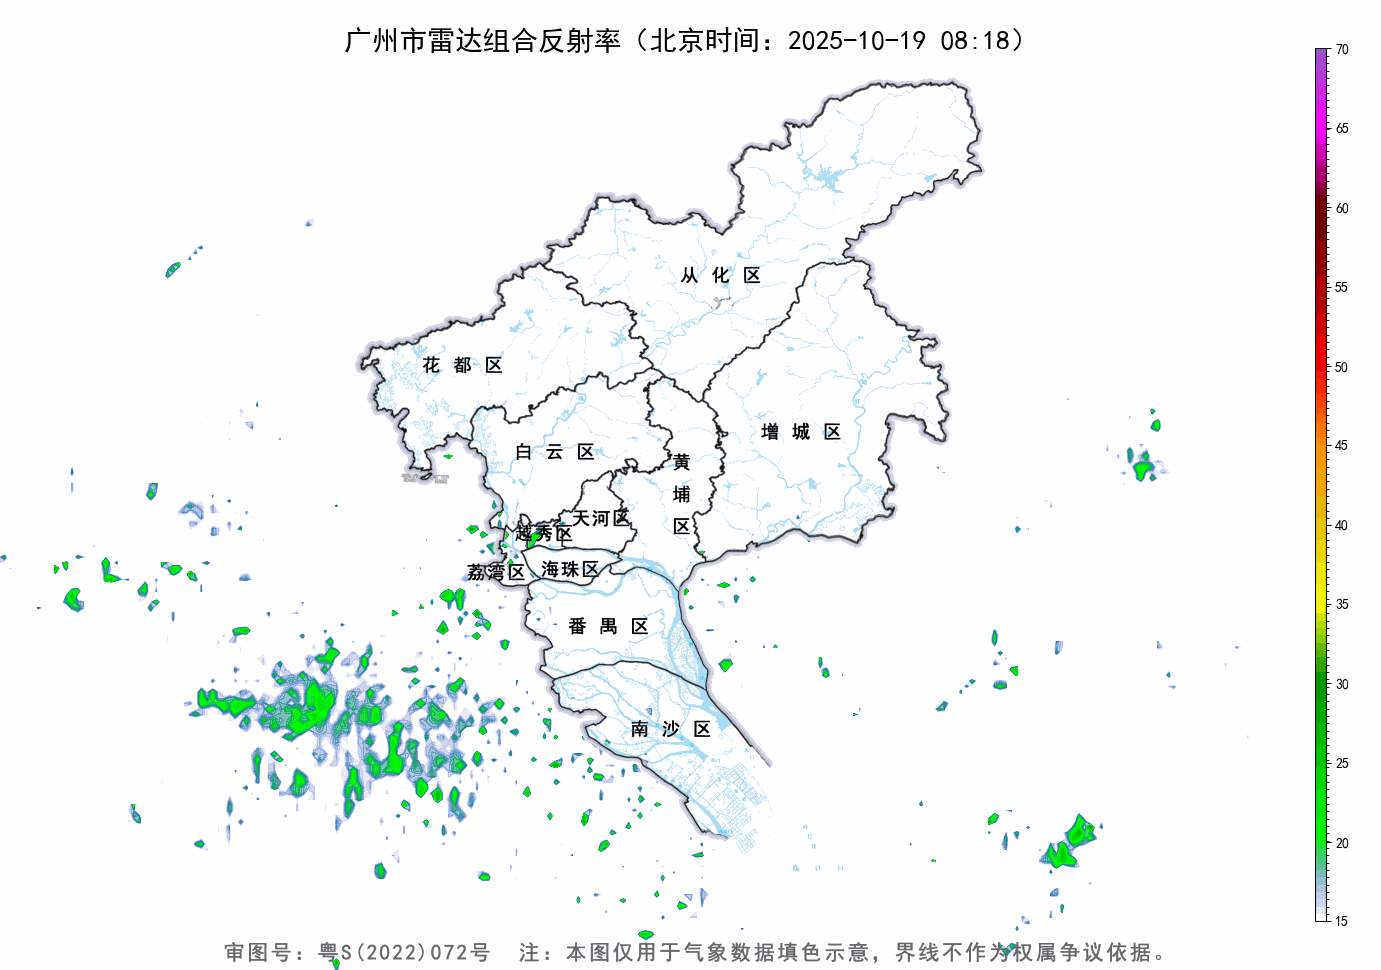 广州市雷达组合反射率（北京时间：2025-10-19 08:18）
70
65
60
55
50
45
40
35
30
25
20
15
从化区
花都区
增城区
白云区
黄埔区
天河区
越秀区
荔湾区
海珠区
番禺区
南沙区
审图号：粤S(2022)072号 注：本图仅用于气象数据填色示意，界线不作为权属争议依据。